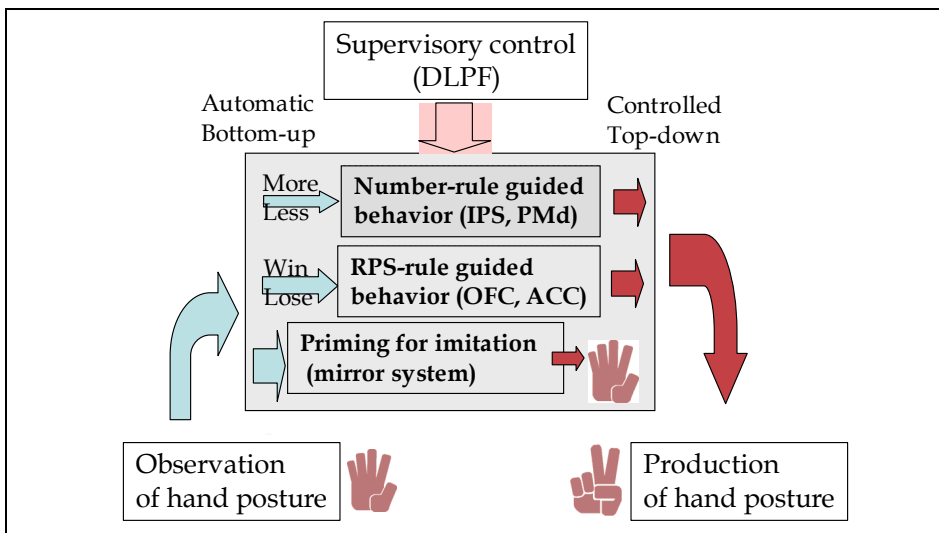 Supervisory control
(DLPF)
Automatic
Bottom-up
Controlled
Top-down
More
Less
Number-rule guided
behavior (IPS, PMd)
Win
Lose
RPS-rule guided
behavior (OFC, ACC)
Priming for imitation
(mirror system)
Observation
of hand posture
Production
of hand posture